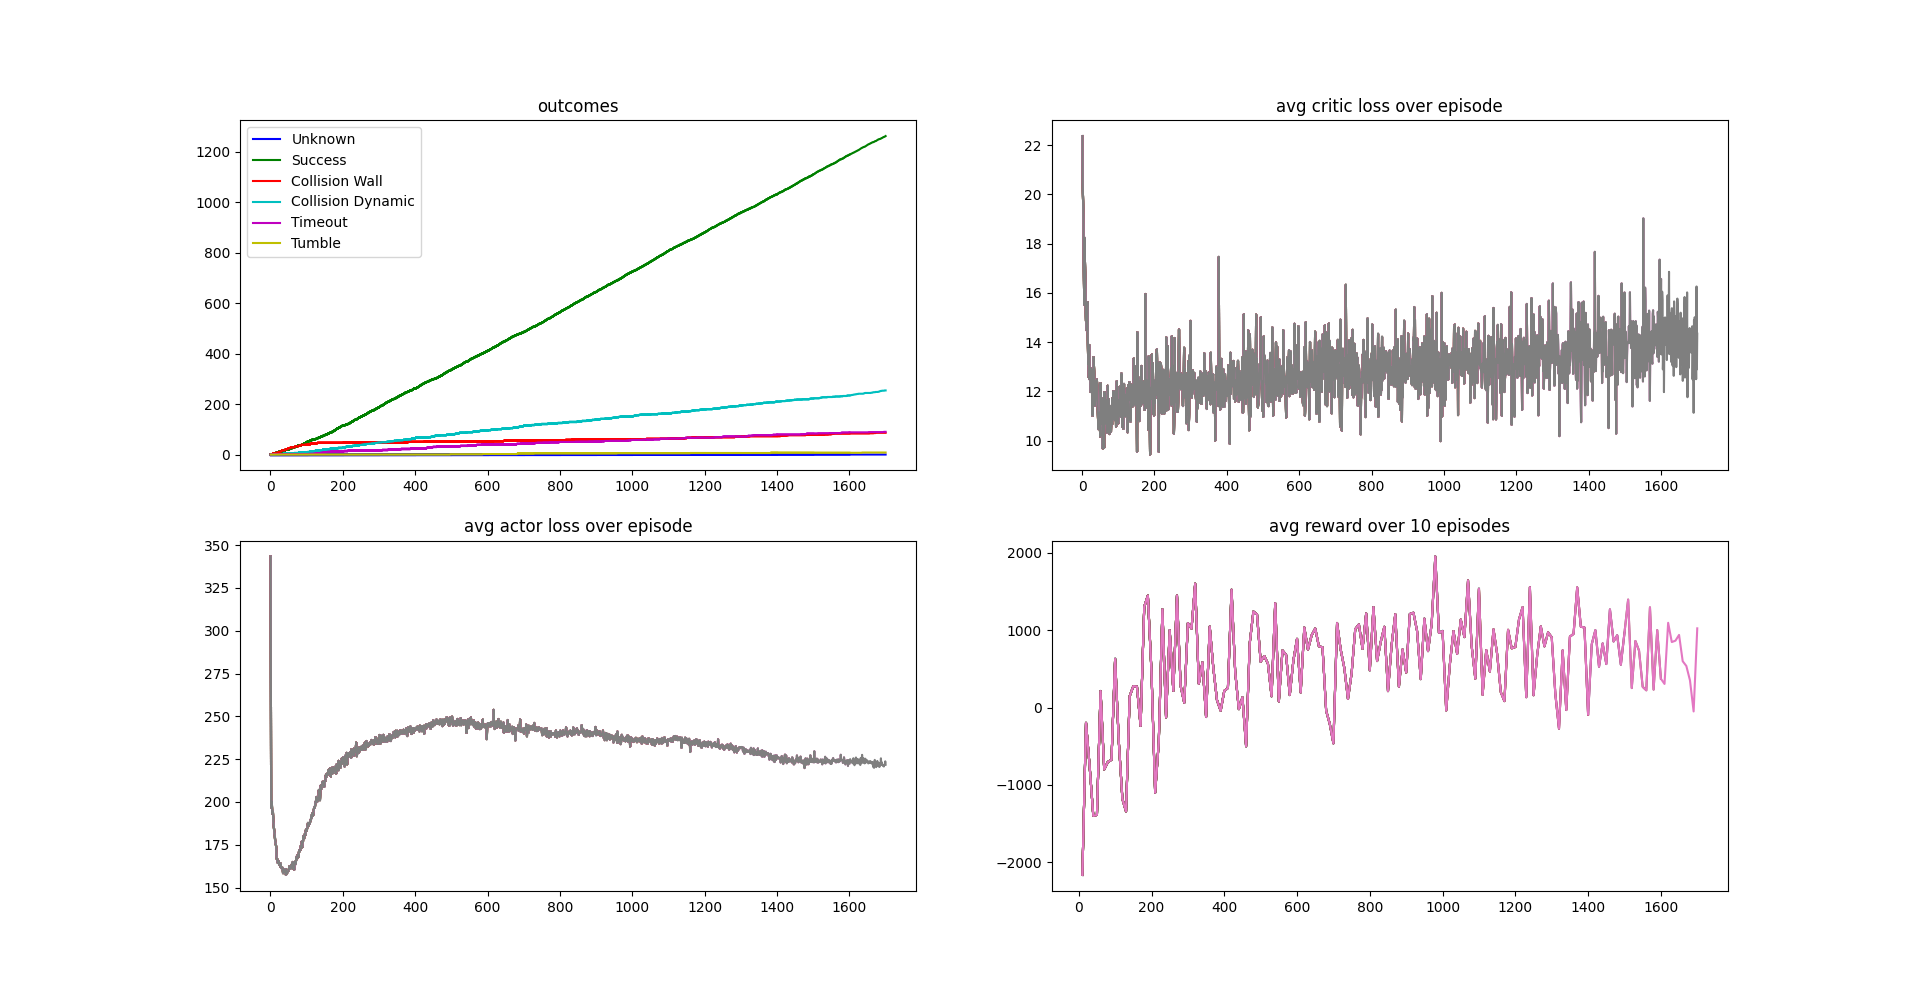 outcomes
1200
1000
800
600
400
200
0
Unknown
Success
Collision Wall
Collision Dynamic
Timeout
Tumble
0 200 400 600 800 1000 1200 1400 1600
avg critic loss over episode
22
20
18
16
14
12
10
0 200 400 600 800 1000 1200 1400 1600
avg actor loss over episode
350
325
300
275
250
225
200
175
150
0 200 400 600 800 1000 1200 1400 1600
avg reward over 10 episodes
2000
1000
0
−1000
−2000
0 200 400 600 800 1000 1200 1400 1600